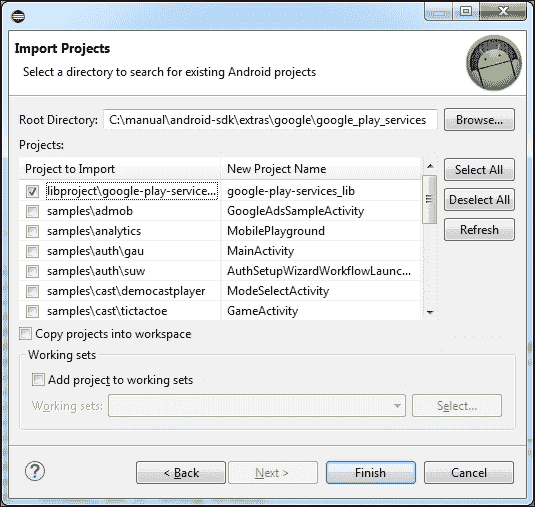 Import Projects
Select a directory to search for existing Android projects
Root Directory: C:\manual\android-sdk\extras\google\google_play_services Browse...
Projects:
Project to Import New Project Name
libproject\google-play-service... google-play-services_lib
samples\admob GoogleAdsSampleActivity
samples\analytics MobilePlayground
samples\auth\gau MainActivity
samples\auth\suw AuthSetupWizardWorkflowLaunc...
samples\cast\democastplayer ModeSelectActivity
samples\cast\tictactoe GameActivity
Select All
Deselect All
Refresh
Copy projects into workspace
Working sets
Add project to working sets
Working sets: Select...
? < Back Next > Finish Cancel